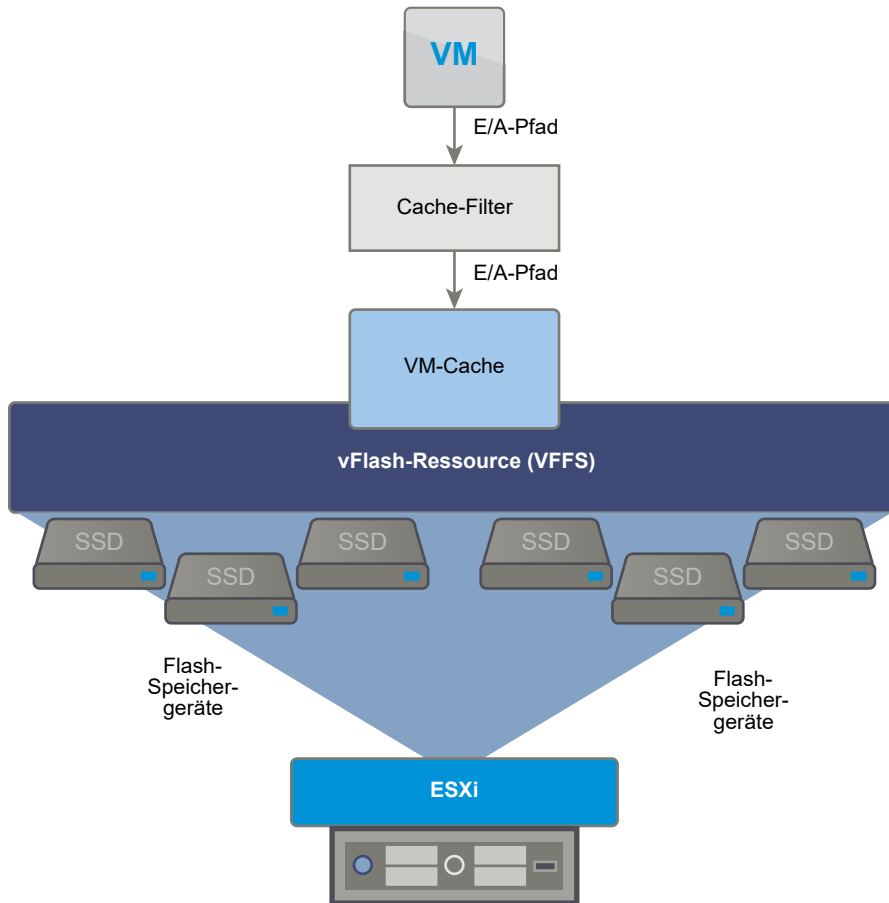 VM
E/A-Pfad
Cache-Filter
E/A-Pfad
VM-Cache
vFlash-Ressource (VFFS)
SSD
SSD
SSD
SSD
SSD
SSD
Flash-
Speicher-
geräte
Flash-
Speicher-
geräte
ESXi